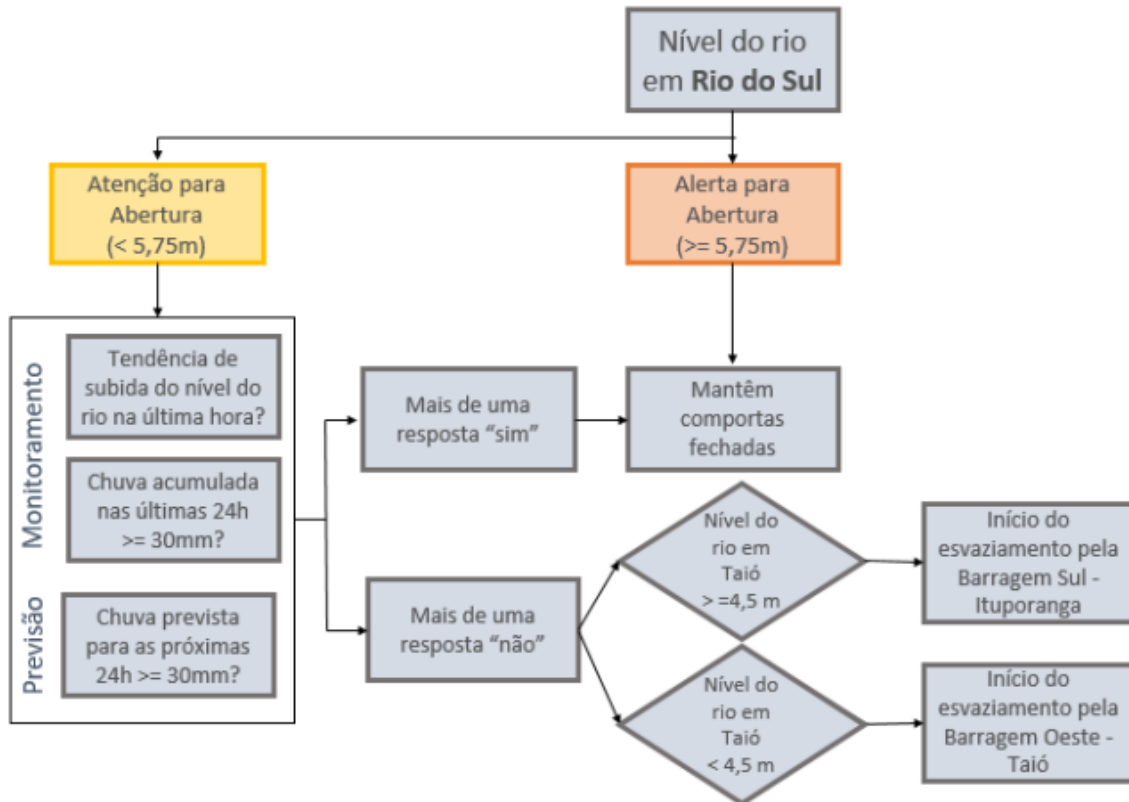 Nível do rio
em Rio do Sul
Atenção para
Abertura
(< 5,75m)
Alerta para
Abertura
(>= 5,75m)
Monitoramento
Tendência de
subida do nível do
rio na última hora?
Chuva acumulada
nas últimas 24h
>= 30mm?
Previsão
Chuva prevista
para as próximas
24h >= 30mm?
Mais de uma
resposta “sim”
Mantêm
comportas
fechadas
Mais de uma
resposta “não”
Nível do
rio em
Taió
> =4,5 m
Início do
esvaziamento pela
Barragem Sul -
Ituporanga
Nível do
rio em
Taió
< 4,5 m
Início do
esvaziamento pela
Barragem Oeste -
Taió